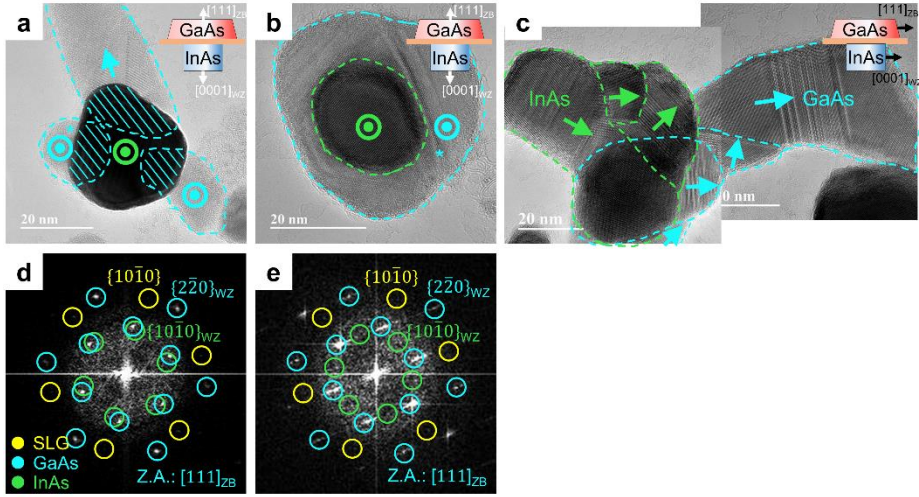 a
[111]ZB
GaAs
InAs
[0001]WZ
20 nm
b
[111]ZB
GaAs
InAs
[0001]WZ
*
20 nm
c
[111]ZB
GaAs
InAs
[0001]WZ
InAs
GaAs
20 nm
0 nm
d
{101̅0}
{22̅0}WZ
{101̅0}WZ
SLG
GaAs
InAs
Z.A.: [111]ZB
e
{101̅0}
{22̅0}WZ
{101̅0}WZ
Z.A.: [111]ZB